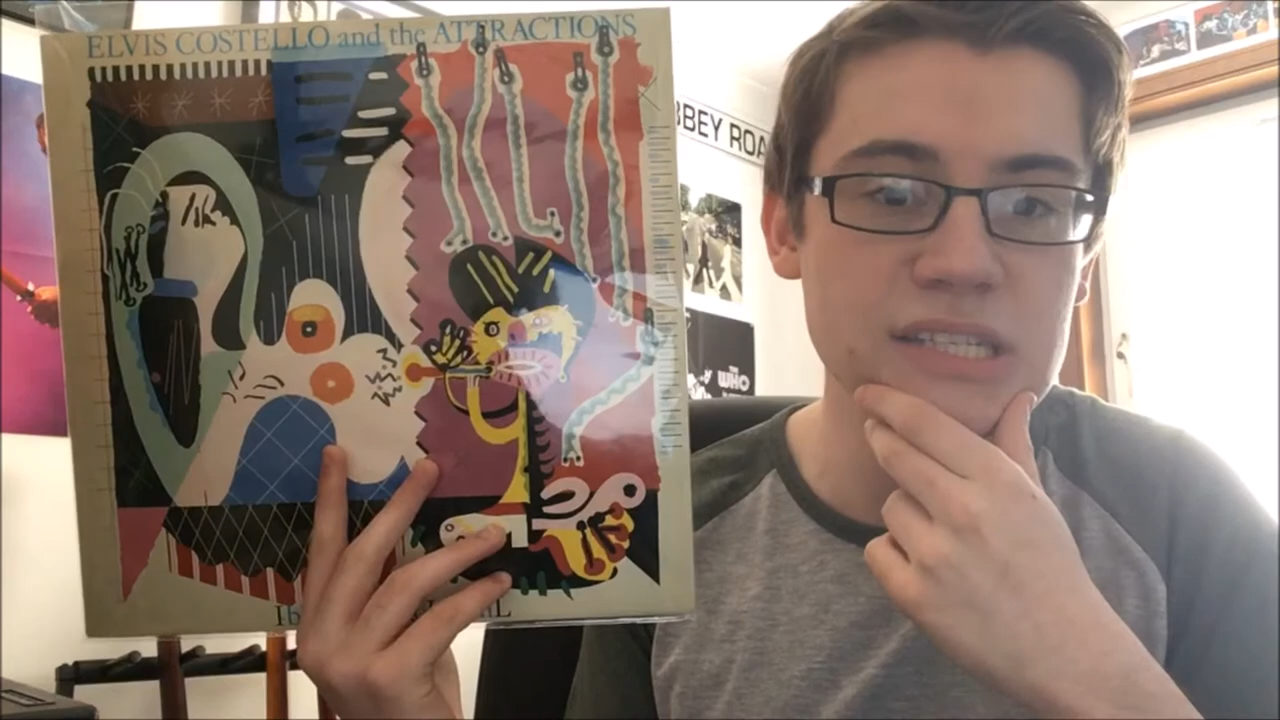 ELVIS COSTELLO and the ATTRACTIONS
BBEY ROA
THE
WHO